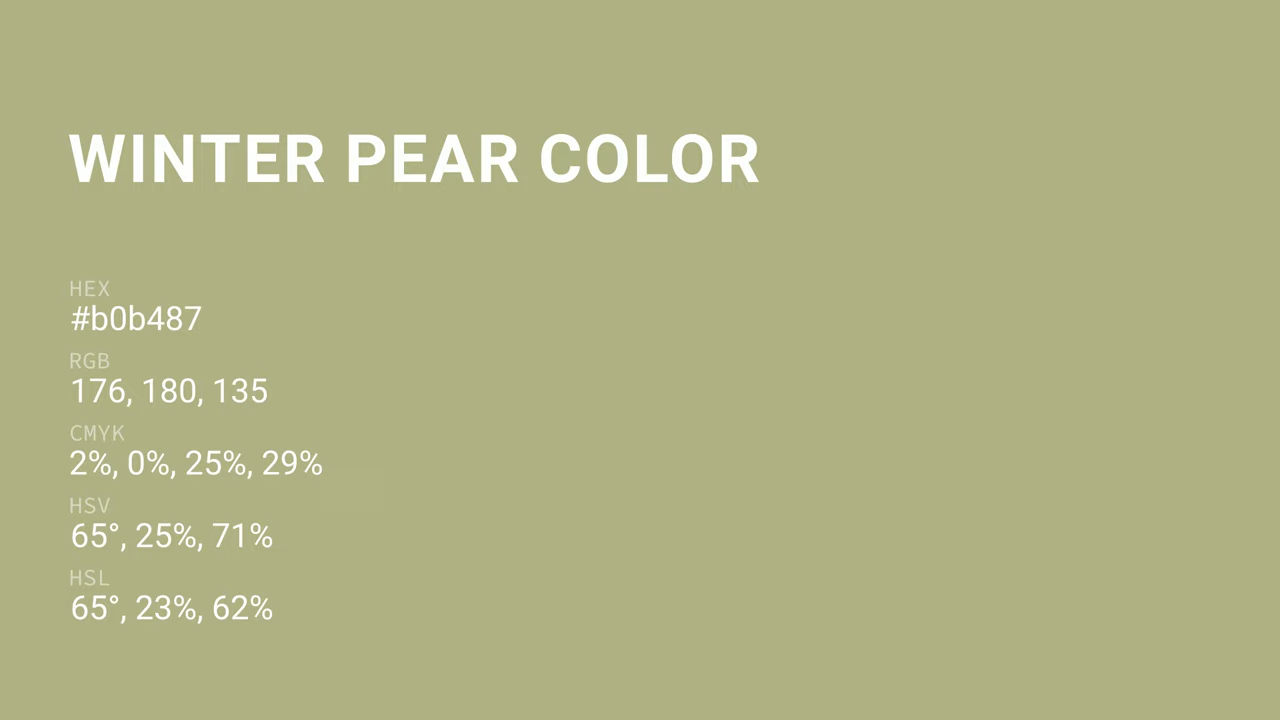 WINTER PEAR COLOR
HEX
#b0b487
RGB
176, 180, 135
CMYK
2%, 0%, 25%, 29%
HSV
65°, 25%, 71%
HSL
65°, 23%, 62%